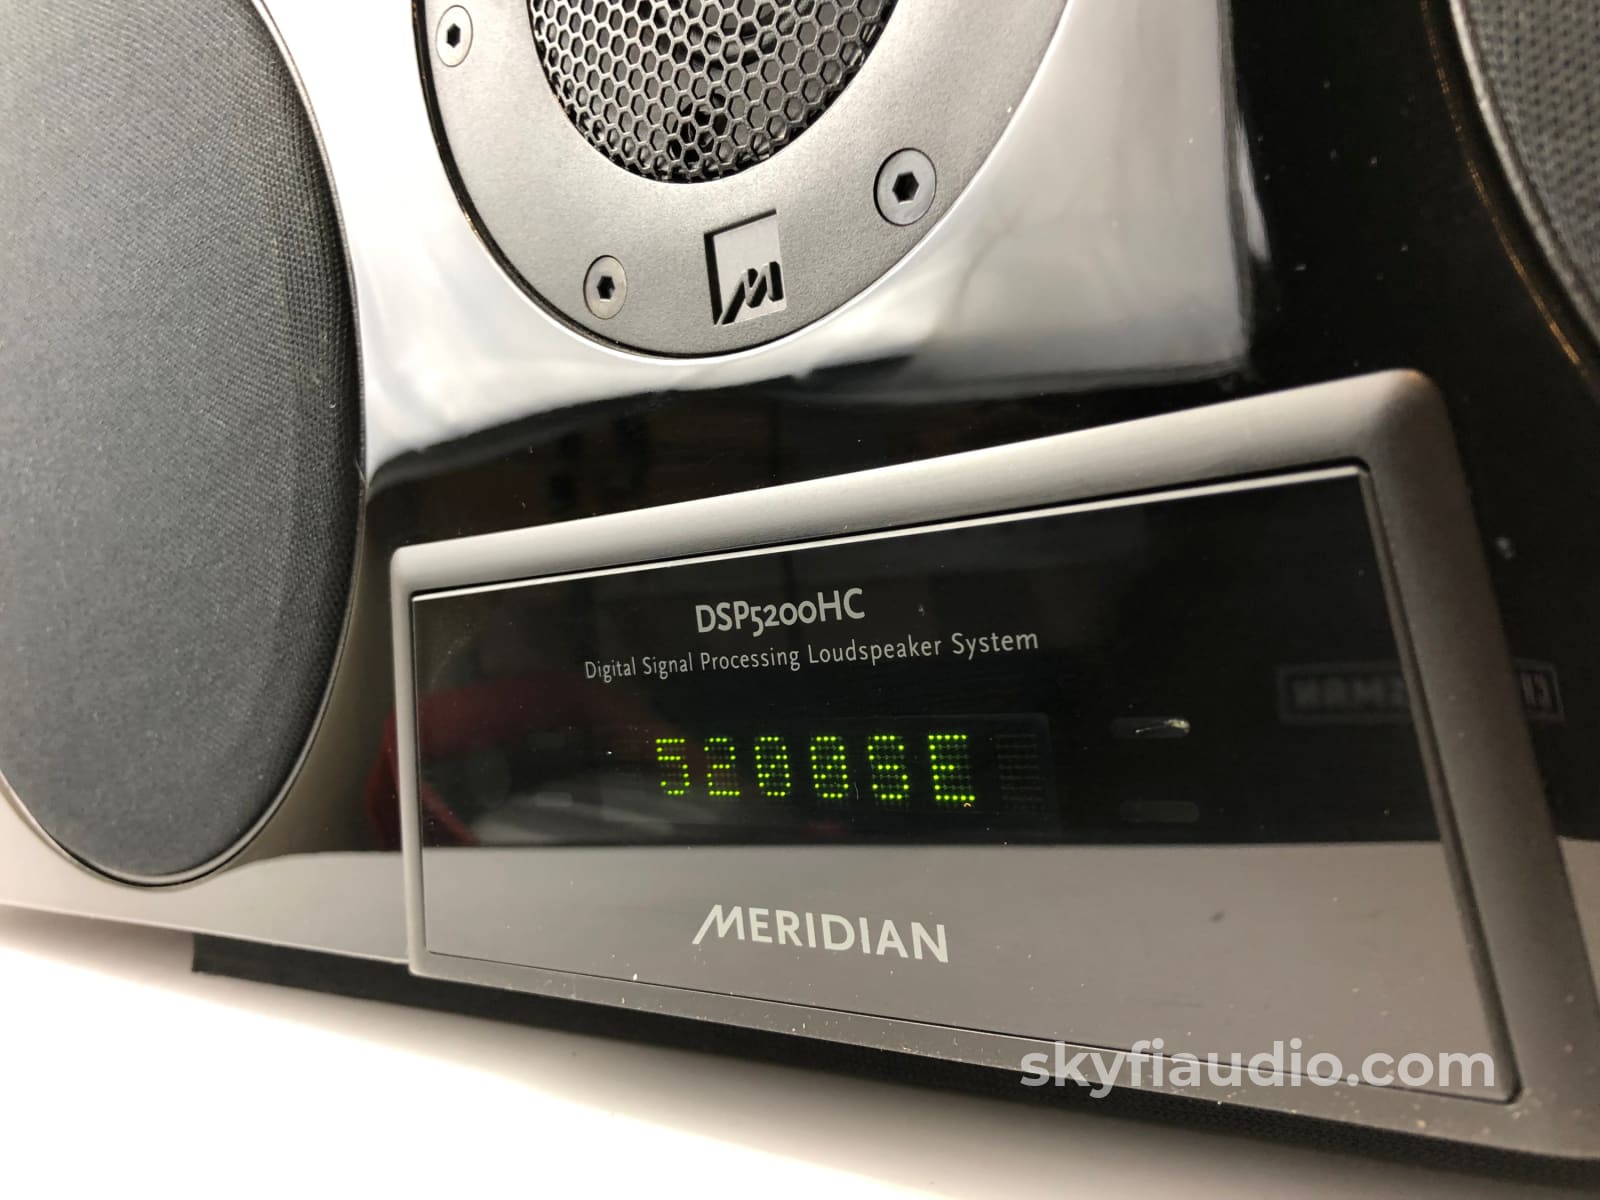 DSP5200HC
Digital Signal Processing Loudspeaker System
5200SE
MERIDIAN
skyfiaudio.com